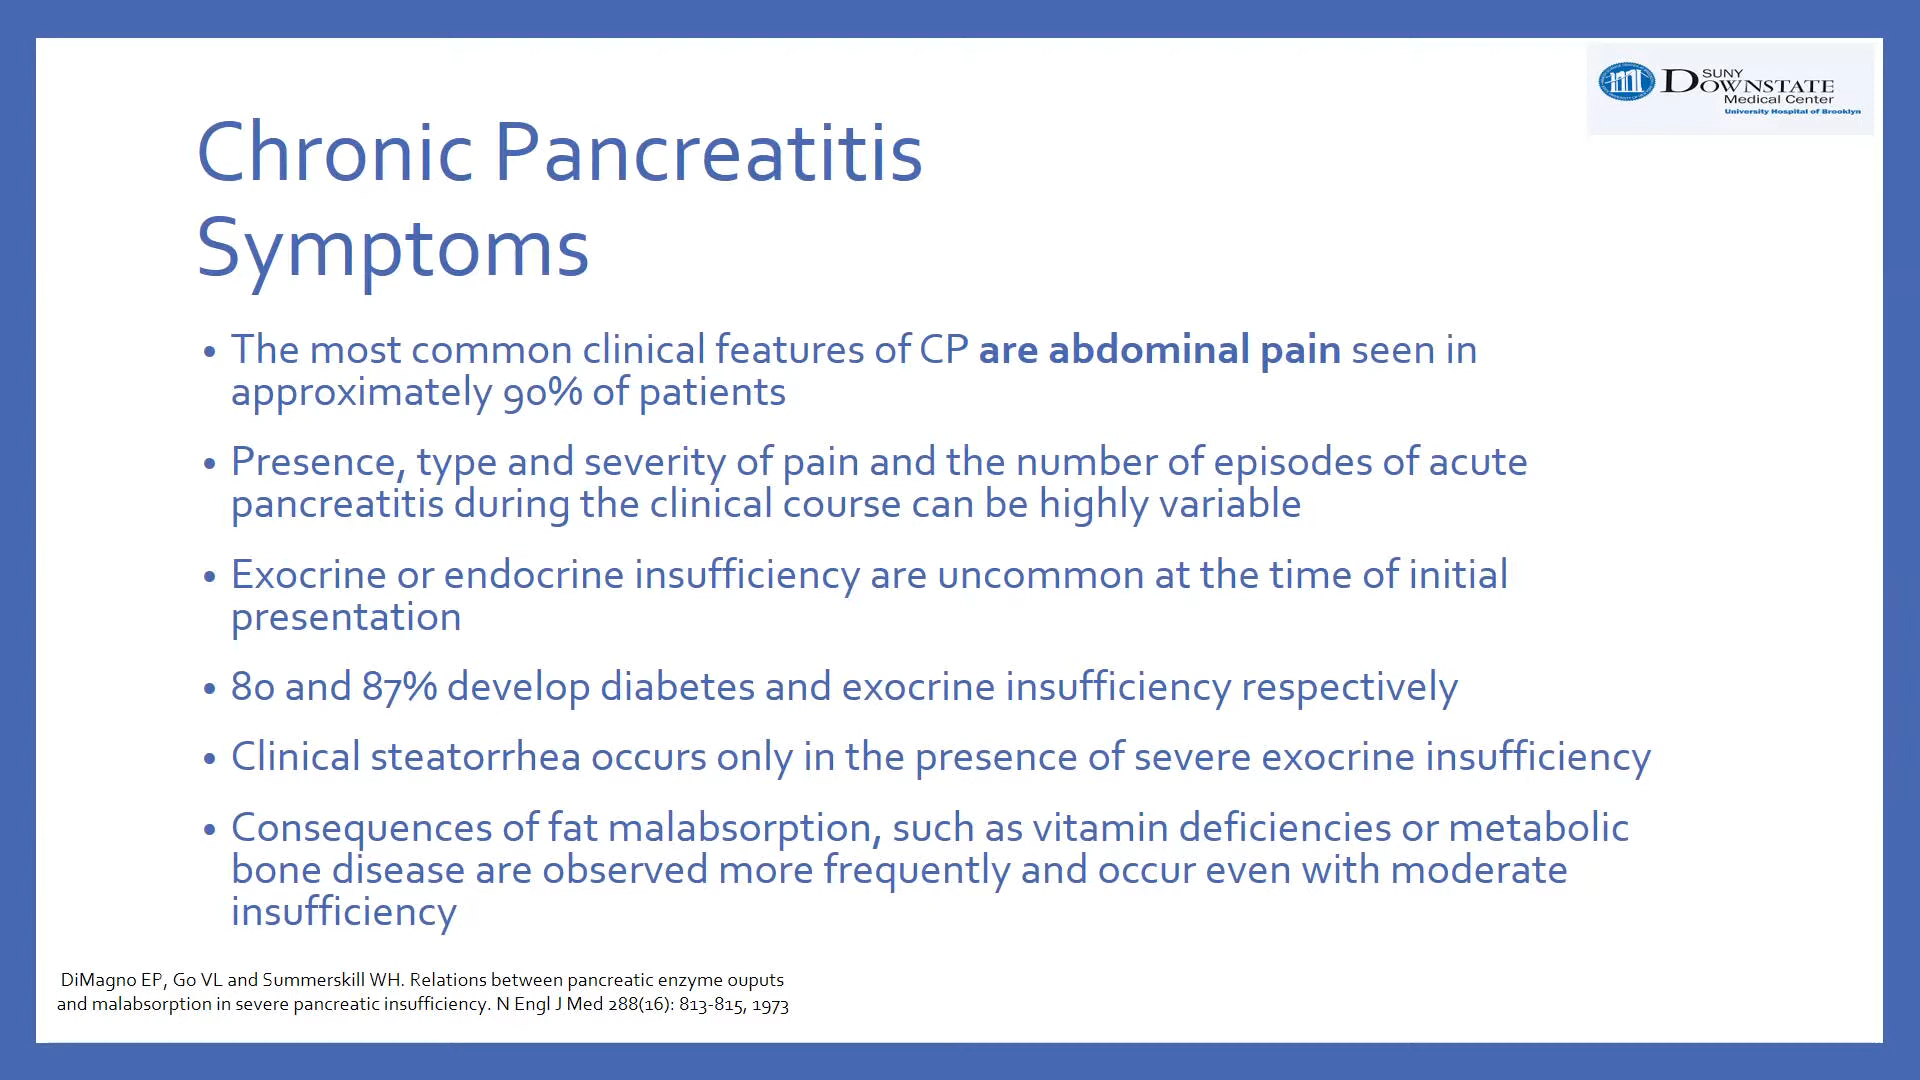 SUNY
DOWNSTATE
Medical Center
University Hospital of Brooklyn
Chronic Pancreatitis
Symptoms
• The most common clinical features of CP are abdominal pain seen in
approximately 90% of patients
• Presence, type and severity of pain and the number of episodes of acute
pancreatitis during the clinical course can be highly variable
• Exocrine or endocrine insufficiency are uncommon at the time of initial
presentation
• 80 and 87% develop diabetes and exocrine insufficiency respectively
• Clinical steatorrhea occurs only in the presence of severe exocrine insufficiency
• Consequences of fat malabsorption, such as vitamin deficiencies or metabolic
bone disease are observed more frequently and occur even with moderate
insufficiency
DiMagno EP, Go VL and Summerskill WH. Relations between pancreatic enzyme ouputs
and malabsorption in severe pancreatic insufficiency. N Engl J Med 288(16): 813-815, 1973